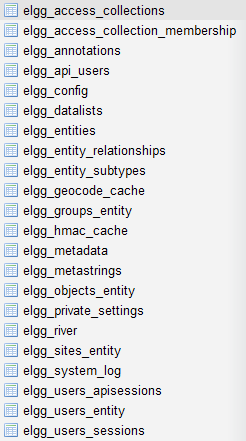 elgg_access_collections
elgg_access_collection_membership
elgg_annotations
elgg_api_users
elgg_config
elgg_datalists
elgg_entities
elgg_entity_relationships
elgg_entity_subtypes
elgg_geocode_cache
elgg_groups_entity
elgg_hmac_cache
elgg_metadata
elgg_metastrings
elgg_objects_entity
elgg_private_settings
elgg_river
elgg_sites_entity
elgg_system_log
elgg_users_apisessions
elgg_users_entity
elgg_users_sessions